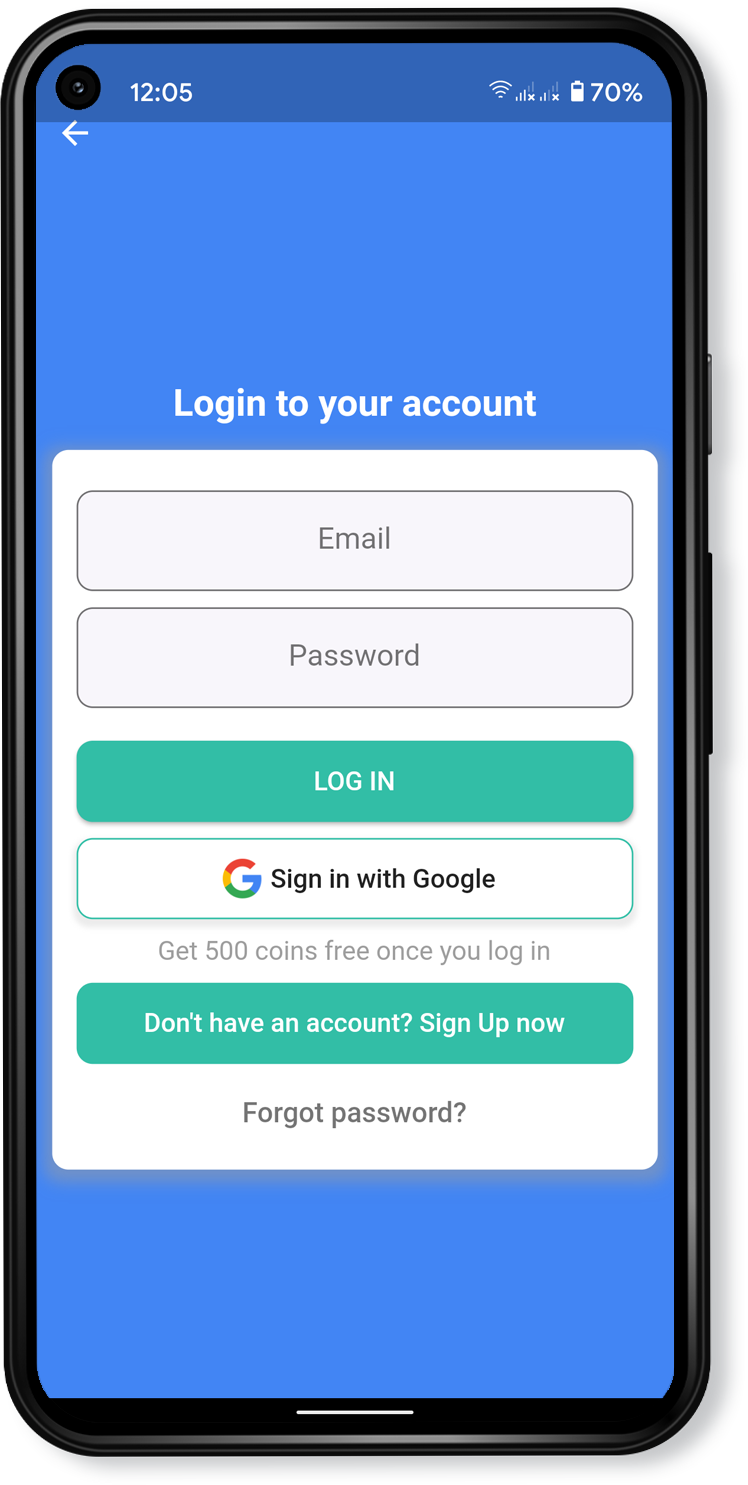 12:05 70%
Login to your account
Email
Password
LOG IN
Sign in with Google
Get 500 coins free once you log in
Don't have an account? Sign Up now
Forgot password?